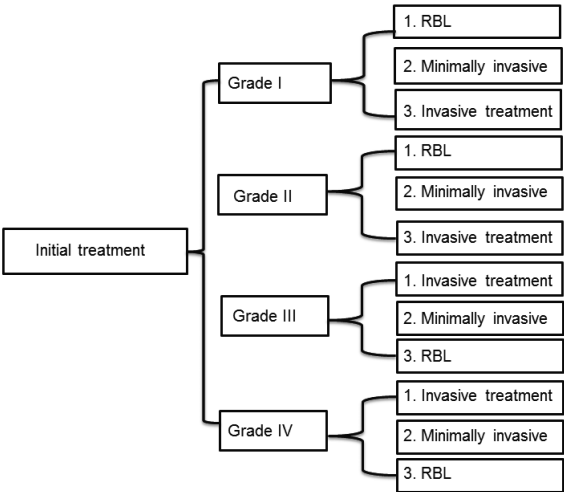 Initial treatment
Grade I
1. RBL
2. Minimally invasive
3. Invasive treatment
Grade II
1. RBL
2. Minimally invasive
3. Invasive treatment
Grade III
1. Invasive treatment
2. Minimally invasive
3. RBL
Grade IV
1. Invasive treatment
2. Minimally invasive
3. RBL